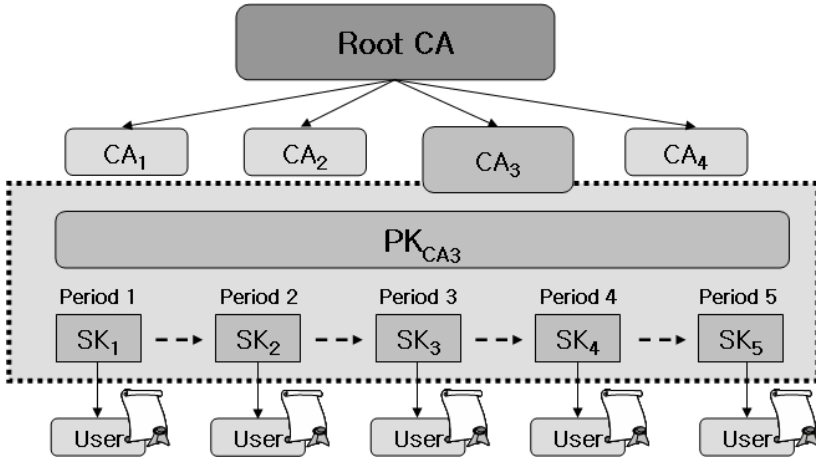 Root CA
CA₁ CA₂ CA₃ CA₄
PK_CA3
Period 1 Period 2 Period 3 Period 4 Period 5
SK₁ SK₂ SK₃ SK₄ SK₅
User User User User User